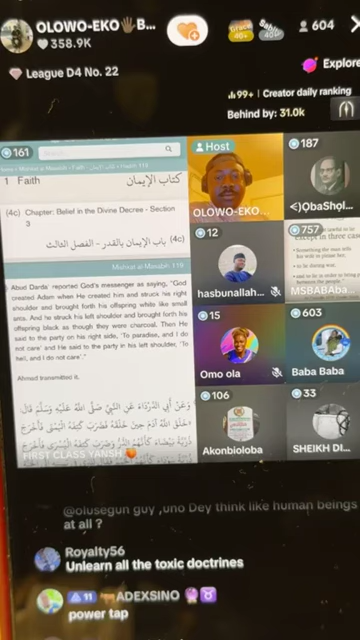 OLOWO-EKO🖐🏿B...
358.9K
604
League D4 No. 22
Explore
99+ | Creator daily ranking
Behind by: 31.0k
161
1 Faith
كتاب الإيمان
(4c) Chapter: Belief in the Divine Decree - Section
3
(4c) باب الإيمان بالقدر - الفصل الثالث
Mishkat al-Masabih 119
Abud Darda' reported God's messenger as saying, "God
created Adam when He created him and struck his right
shoulder and brought forth his offspring white like small
ants. And he struck his left shoulder and brought forth his
offspring black as though they were charcoal. Then He
said to the party on his right side, 'To paradise, and I do
not care' and He said to the party in his left shoulder, 'To
hell, and I do not care'."
Ahmad transmitted it.
وَعَنْ أَبِي الدَّرْدَاءِ عَنِ النَّبِيِّ صَلَّى اللَّهُ عَلَيْهِ وَسَلَّمَ قَالَ
FIRST CLASS YANSH 🍑
Host
OLOWO-EKO...
187
<)ỌbaShọl...
12
hasbunallah...
757
except in three cas
MSBABABa...
15
Omo ola
603
Baba Baba
106
Akonbioloba
33
SHEIKH DI...
@olusegun guy ,uno Dey think like human beings
at all ?
Royalty56
Unlearn all the toxic doctrines
11 ADEXSINO 🔮♉
power tap